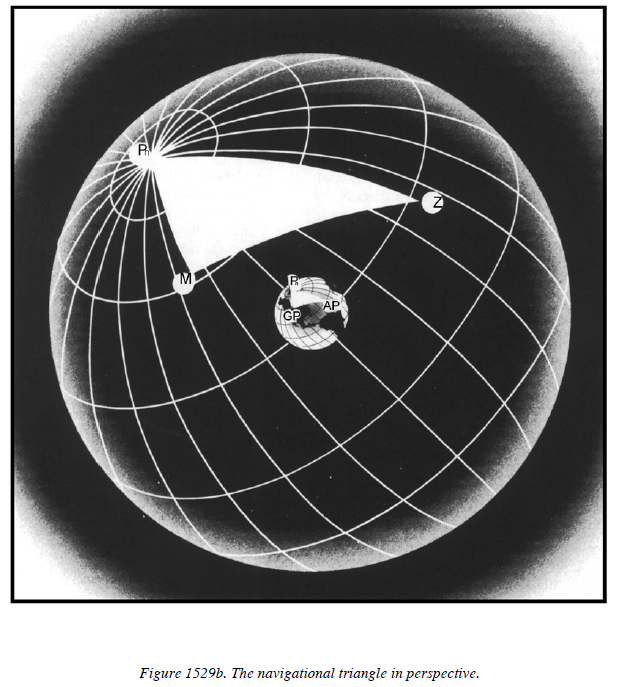 Pn
Z
M
Pn
AP
GP
Figure 1529b. The navigational triangle in perspective.